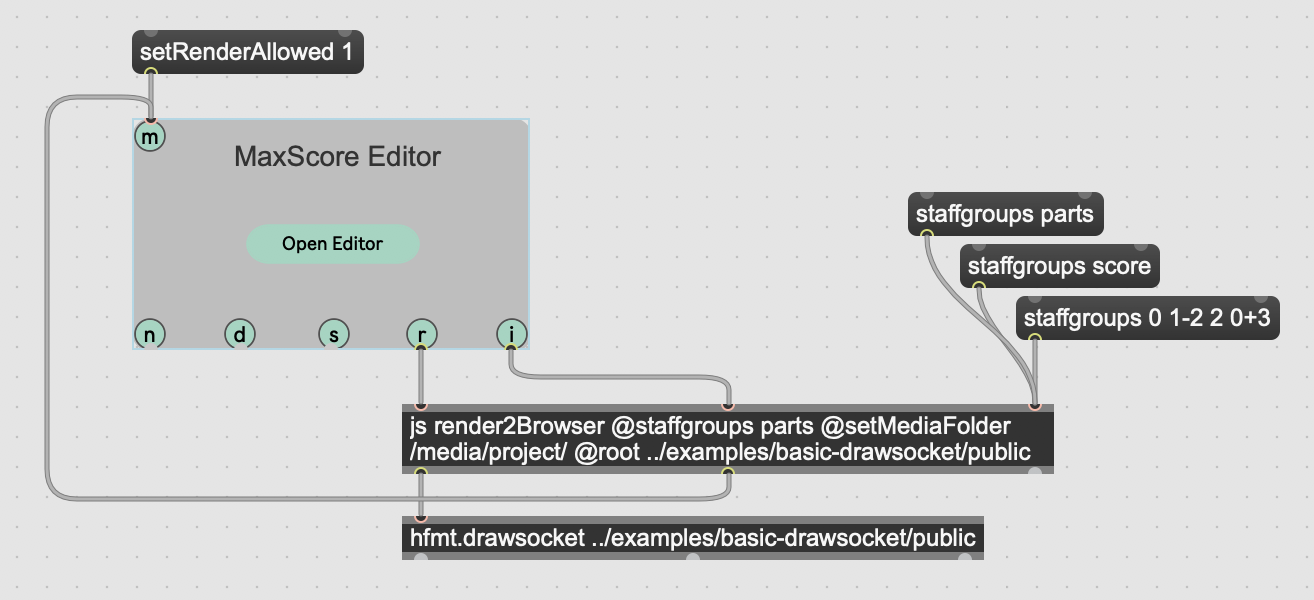 setRenderAllowed 1
m
MaxScore Editor
Open Editor
n d s r i
staffgroups parts
staffgroups score
staffgroups 0 1-2 2 0+3
js render2Browser @staffgroups parts @setMediaFolder
/media/project/ @root ../examples/basic-drawsocket/public
hfmt.drawsocket ../examples/basic-drawsocket/public